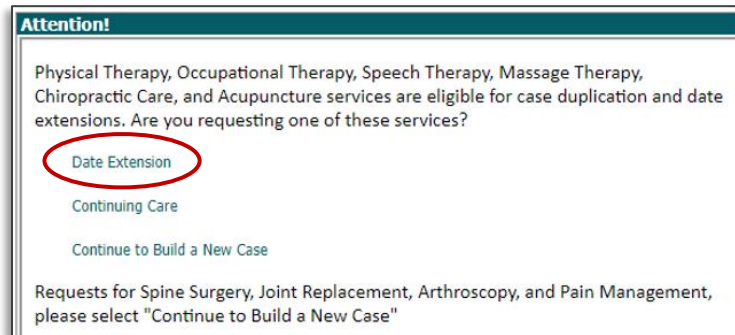 Attention!
Physical Therapy, Occupational Therapy, Speech Therapy, Massage Therapy,
Chiropractic Care, and Acupuncture services are eligible for case duplication and date
extensions. Are you requesting one of these services?
Date Extension
Continuing Care
Continue to Build a New Case
Requests for Spine Surgery, Joint Replacement, Arthroscopy, and Pain Management,
please select "Continue to Build a New Case"